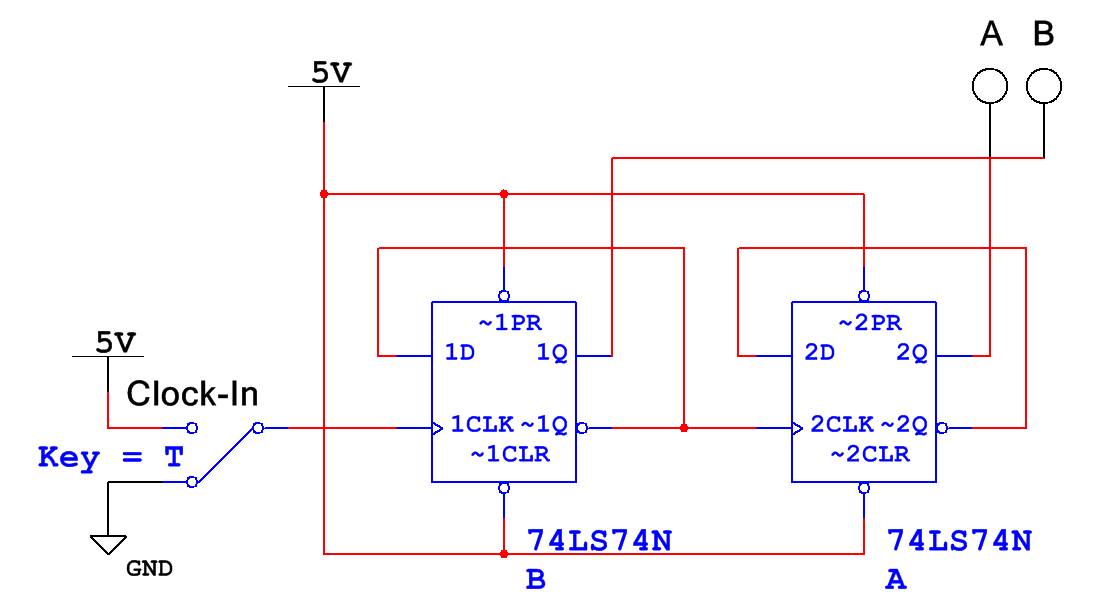 A B
5V
~1PR
1D 1Q
1CLK ~1Q
~1CLR
~2PR
2D 2Q
2CLK ~2Q
~2CLR
5V
Clock-In
Key = T
GND
74LS74N
B
74LS74N
A